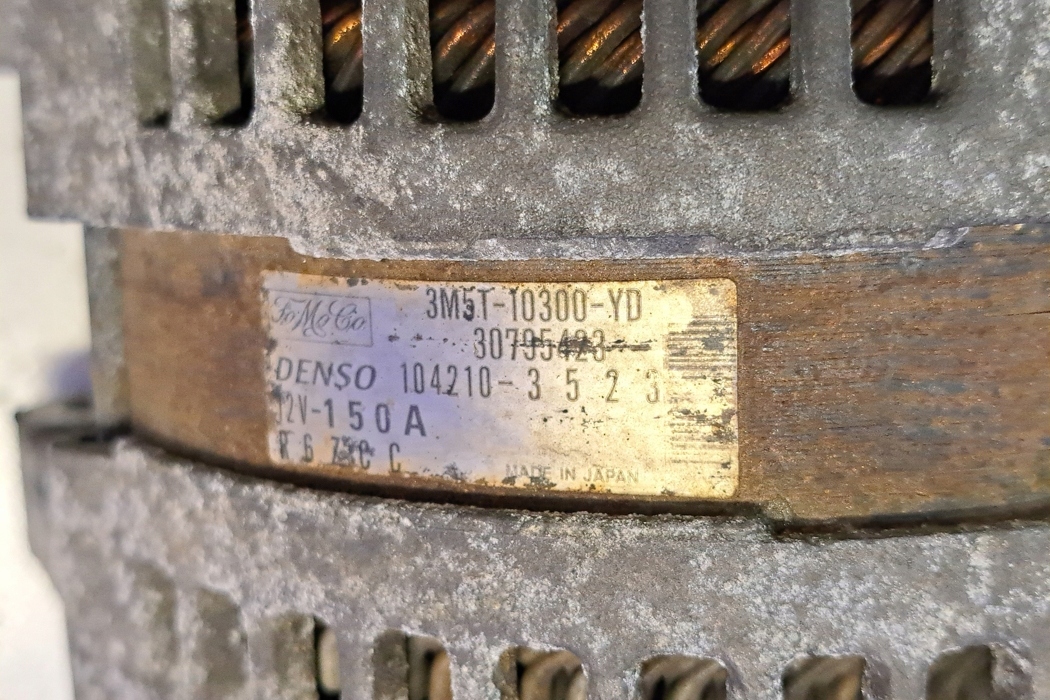 FoMoCo 3M5T-10300-YD
30795423
DENSO 104210-3523
12V-150A
MADE IN JAPAN